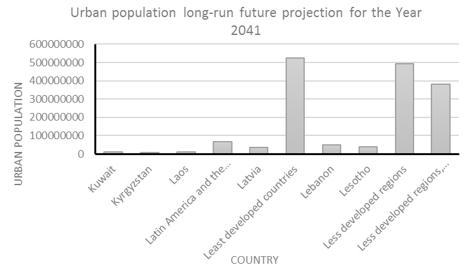 Urban population long-run future projection for the Year
2041
600000000
500000000
400000000
300000000
200000000
100000000
0
URBAN POPULATION
Kuwait
Kyrgyzstan
Laos
Latin America and the...
Latvia
Least developed countries
Lebanon
Lesotho
Less developed regions
Less developed regions,...
COUNTRY